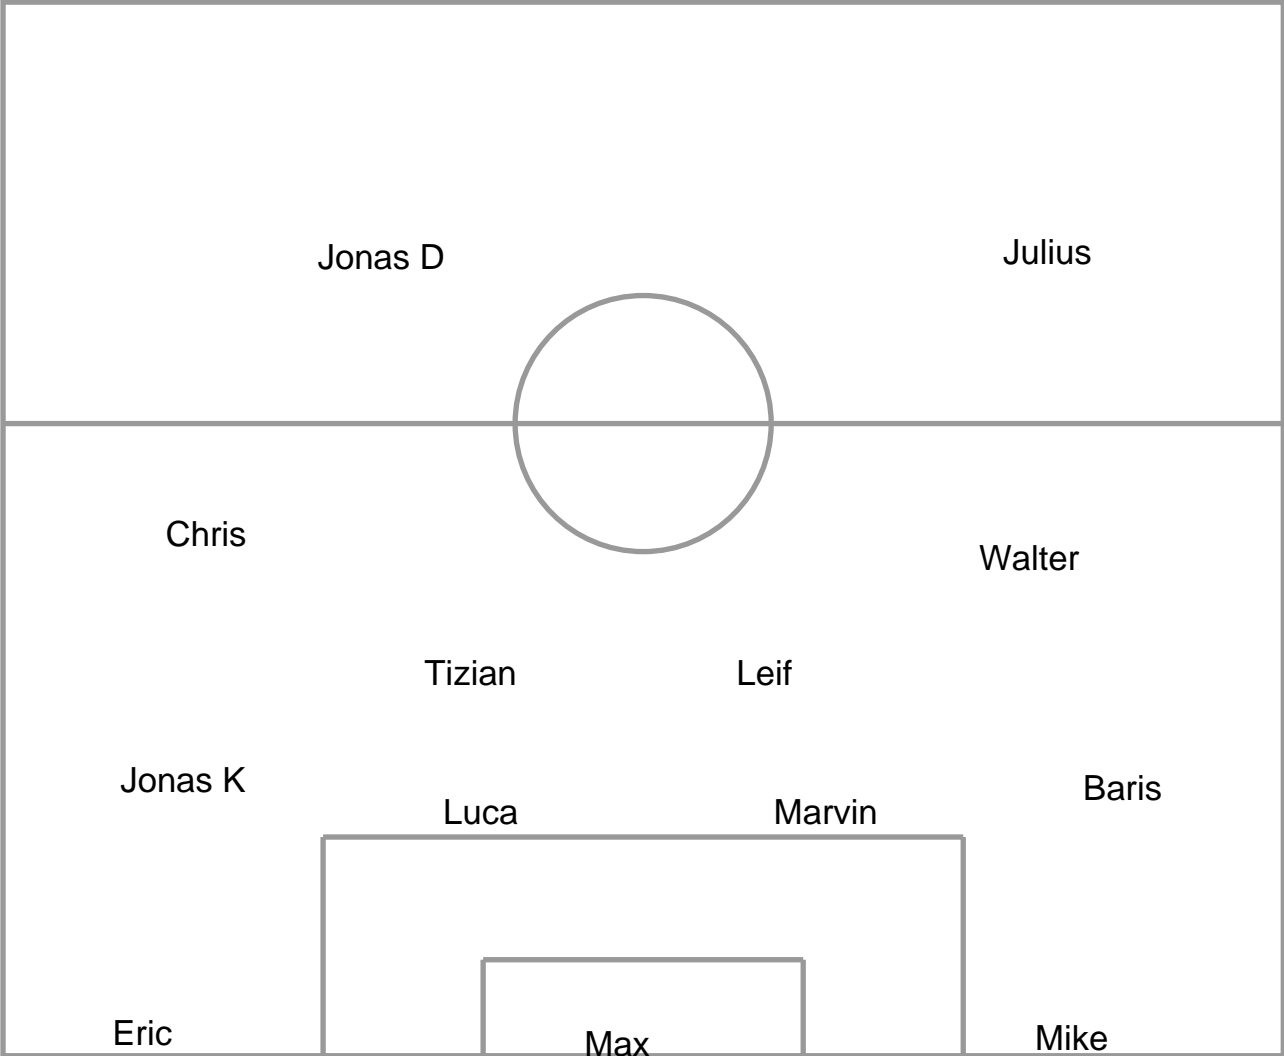 Jonas D
Julius
Chris
Walter
Tizian
Leif
Jonas K
Baris
Luca
Marvin
Eric
Max
Mike